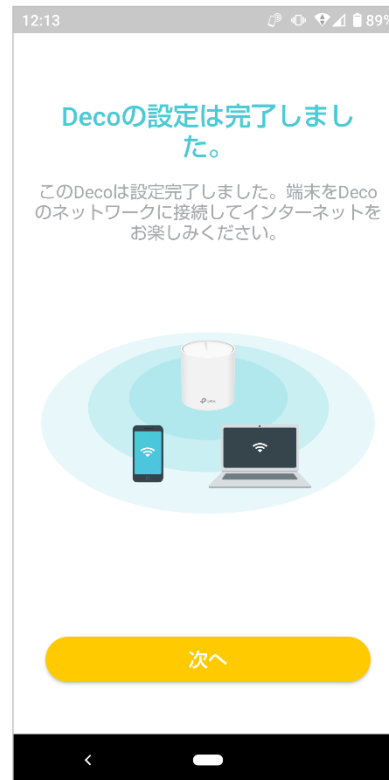 12:13
89%
Decoの設定は完了しまし
た。
このDecoは設定完了しました。端末をDeco
のネットワークに接続してインターネットを
お楽しみください。
次へ